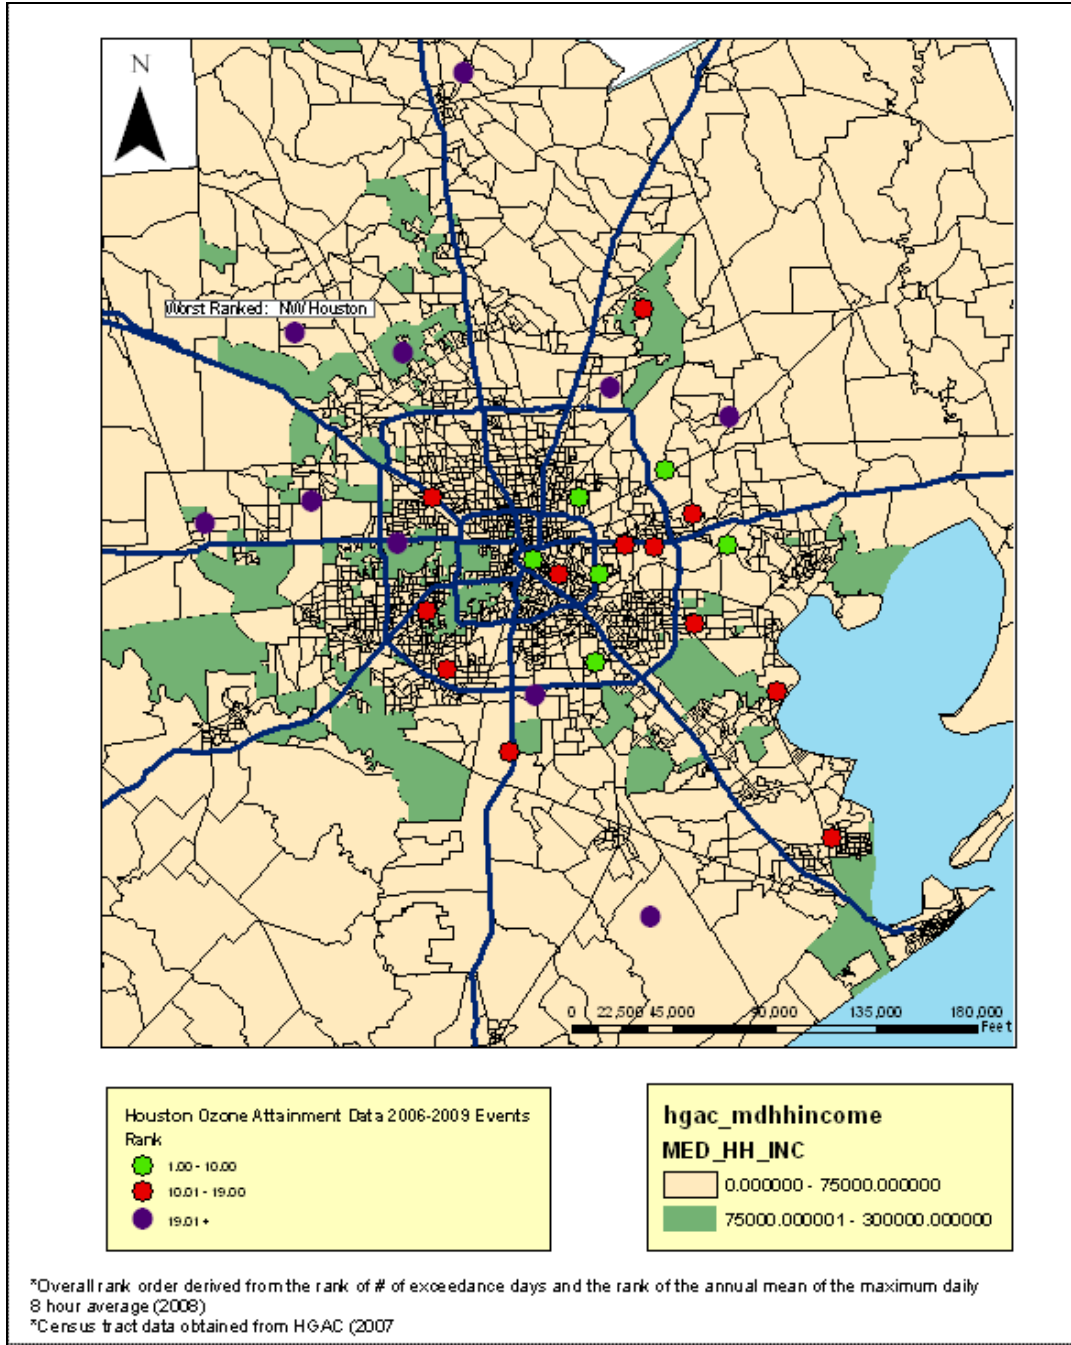 N
Worst Ranked: NW Houston
0 22,500 45,000 90,000 135,000 180,000
Feet
Houston Ozone Attainment Data 2006-2009 Events
Rank
1.00 - 10.00
10.01 - 19.00
19.01 +
hgac_mdhhincome
MED_HH_INC
0.000000 - 75000.000000
75000.000001 - 300000.000000
*Overall rank order derived from the rank of # of exceedance days and the rank of the annual mean of the maximum daily
8 hour average (2008)
*Census tract data obtained from HGAC (2007